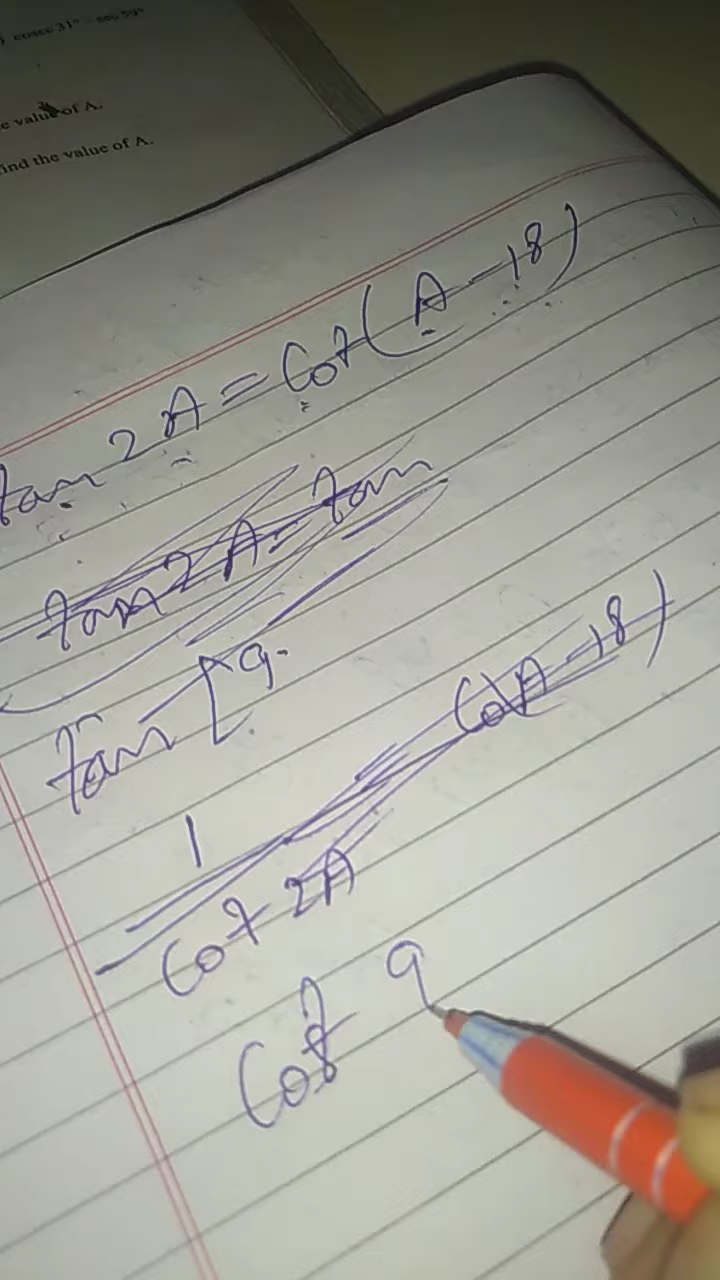 cosec 31° - sec 59°
e value of A.
ind the value of A.
tan 2A = Cot(A-18)
tan 2A = tan
tan [9.
1 = Cot(A-18)
Cot 2A
Cot 9